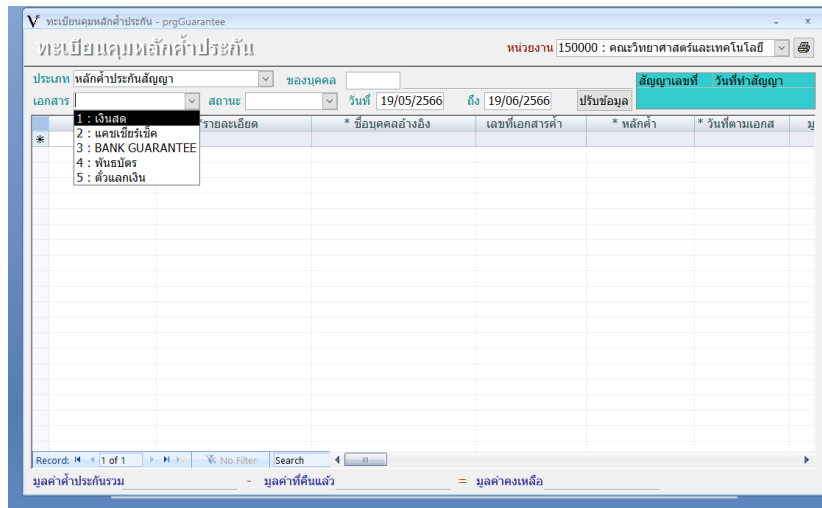 ทะเบียนคุมหลักค้ำประกัน - prgGuarantee
ทะเบียนคุมหลักค้ำประกัน หน่วยงาน 150000 : คณะวิทยาศาสตร์และเทคโนโลยี
ประเภท หลักค้ำประกันสัญญา ของบุคคล สัญญาเลขที่ วันที่ทำสัญญา
เอกสาร สถานะ วันที่ 19/05/2566 ถึง 19/06/2566 ปรับข้อมูล
*รายละเอียด * ชื่อบุคคลอ้างอิง เลขที่เอกสารค้ำ * หลักค้ำ * วันที่ตามเอกส มู
1 : เงินสด
2 : แคชเชียร์เช็ค
3 : BANK GUARANTEE
4 : พันธบัตร
5 : ตั๋วแลกเงิน
Record: 1 of 1 No Filter Search
มูลค่าค้ำประกันรวม - มูลค่าที่คืนแล้ว = มูลค่าคงเหลือ